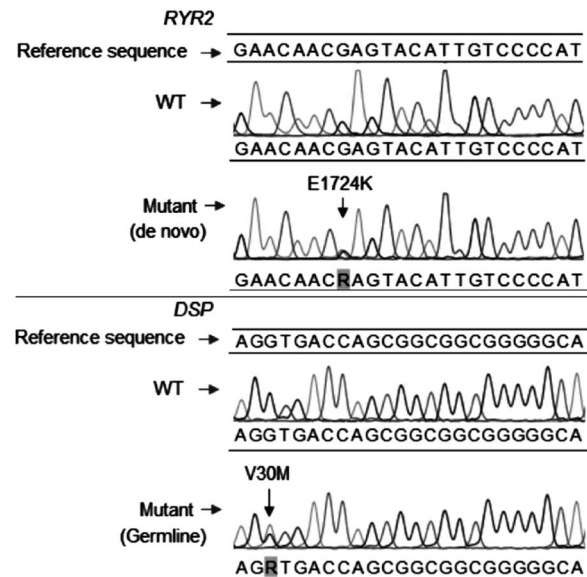 RYR2
Reference sequence → GAACAACGAGTACATTGTCCCCAT
WT →
GAACAACGAGTACATTGTCCCCAT
E1724K
Mutant →
(de novo)
GAACAACRAGTACATTGTCCCCAT
DSP
Reference sequence → AGGTGACCAGCGGCGGCGGGGGCA
WT →
AGGTGACCAGCGGCGGCGGGGGCA
V30M
Mutant →
(Germline)
AGRTGACCAGCGGCGGCGGGGGCA